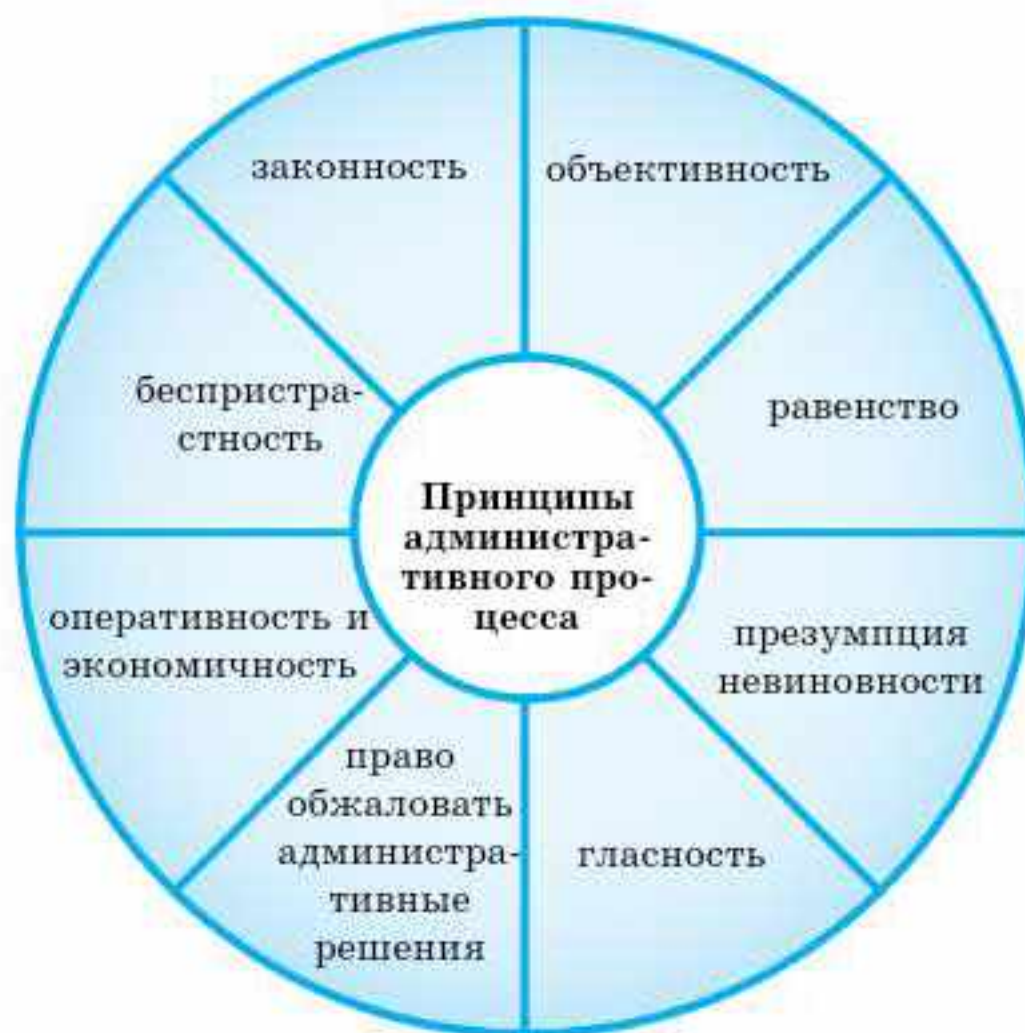 законность
объективность
равенство
презумпция
невиновности
гласность
право
обжаловать
администра-
тивные
решения
оперативность и
экономичность
беспристра-
стность
Принципы
администра-
тивного про-
цесса